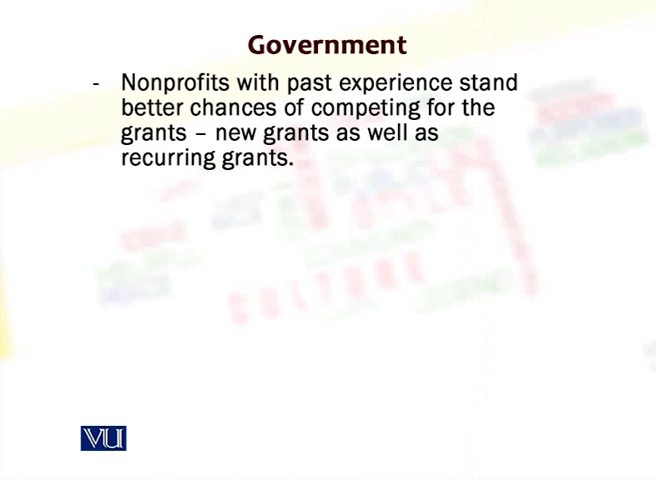 Government
- Nonprofits with past experience stand
better chances of competing for the
grants – new grants as well as
recurring grants.
CULTURE
VU